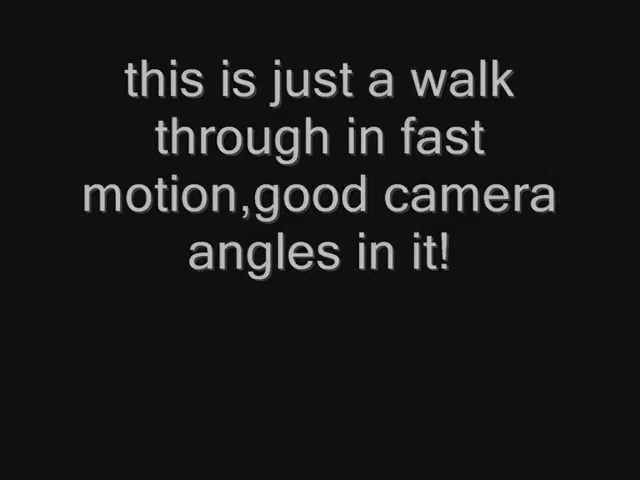 this is just a walk
through in fast
motion,good camera
angles in it!